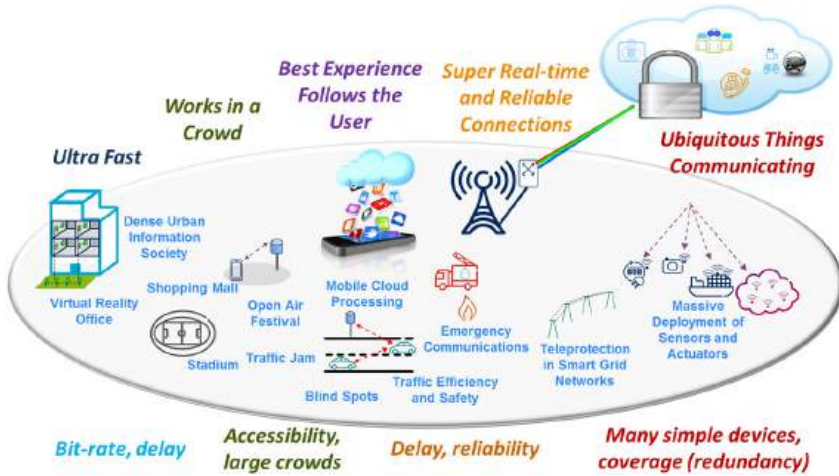 Best Experience
Follows the
User
Super Real-time
and Reliable
Connections
Works in a
Crowd
Ultra Fast
Ubiquitous Things
Communicating
Dense Urban
Information
Society
Virtual Reality
Office
Shopping Mall
Open Air
Festival
Stadium
Mobile Cloud
Processing
Traffic Jam
Blind Spots
Emergency
Communications
Traffic Efficiency
and Safety
Teleprotection
in Smart Grid
Networks
Massive
Deployment of
Sensors and
Actuators
Bit-rate, delay
Accessibility,
large crowds
Delay, reliability
Many simple devices,
coverage (redundancy)